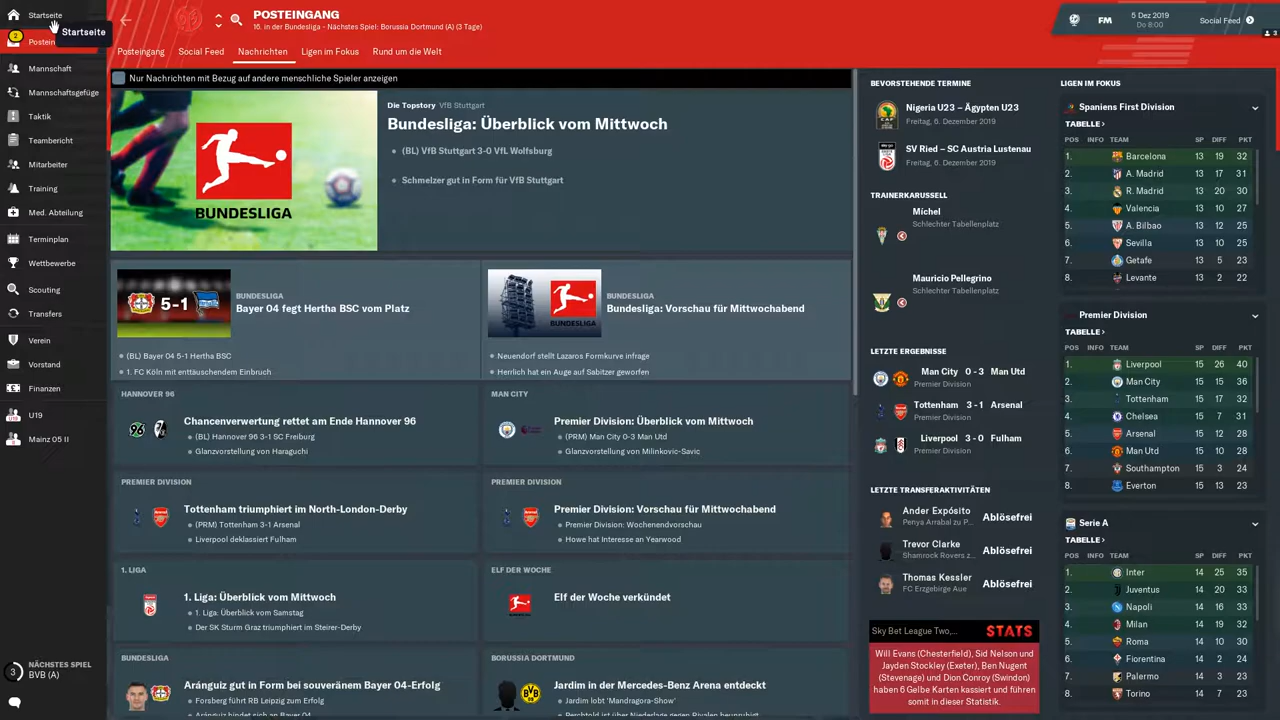 Startseite
Startseite
2
Postein
Mannschaft
Mannschaftsgefüge
Taktik
Teambericht
Mitarbeiter
Training
Med. Abteilung
Terminplan
Wettbewerbe
Scouting
Transfers
Verein
Vorstand
Finanzen
U19
Mainz 05 II
3
NÄCHSTES SPIEL
BVB (A)
POSTEINGANG
16. in der Bundesliga - Nächstes Spiel: Borussia Dortmund (A) (3 Tage)
FM
5 Dez 2019
Do 8:00
Social Feed
3
Posteingang Social Feed Nachrichten Ligen im Fokus Rund um die Welt
Nur Nachrichten mit Bezug auf andere menschliche Spieler anzeigen
BUNDESLIGA
Die Topstory VfB Stuttgart
Bundesliga: Überblick vom Mittwoch
(BL) VfB Stuttgart 3-0 VfL Wolfsburg
Schmelzer gut in Form für VfB Stuttgart
5-1
BUNDESLIGA
Bayer 04 fegt Hertha BSC vom Platz
(BL) Bayer 04 5-1 Hertha BSC
1. FC Köln mit enttäuschendem Einbruch
BUNDESLIGA
BUNDESLIGA
Bundesliga: Vorschau für Mittwochabend
Neuendorf stellt Lazaros Formkurve infrage
Herrlich hat ein Auge auf Sabitzer geworfen
HANNOVER 96
Chancenverwertung rettet am Ende Hannover 96
(BL) Hannover 96 3-1 SC Freiburg
Glanzvorstellung von Haraguchi
MAN CITY
Premier Division: Überblick vom Mittwoch
(PRM) Man City 0-3 Man Utd
Glanzvorstellung von Milinkovic-Savic
PREMIER DIVISION
Tottenham triumphiert im North-London-Derby
(PRM) Tottenham 3-1 Arsenal
Liverpool deklassiert Fulham
PREMIER DIVISION
Premier Division: Vorschau für Mittwochabend
Premier Division: Wochenendvorschau
Howe hat Interesse an Yearwood
1. LIGA
1. Liga: Überblick vom Mittwoch
1. Liga: Überblick vom Samstag
Der SK Sturm Graz triumphiert im Steirer-Derby
ELF DER WOCHE
Elf der Woche verkündet
BUNDESLIGA
Aránguiz gut in Form bei souveränem Bayer 04-Erfolg
Forsberg führt RB Leipzig zum Erfolg
Aránguiz bindet sich an Bayer 04
BORUSSIA DORTMUND
Jardim in der Mercedes-Benz Arena entdeckt
Jardim lobt 'Mandragora-Show'
BEVORSTEHENDE TERMINE
Nigeria U23 – Ägypten U23
Freitag, 6. Dezember 2019
SV Ried – SC Austria Lustenau
Freitag, 6. Dezember 2019
TRAINERKARUSSELL
Míchel
Schlechter Tabellenplatz
Mauricio Pellegrino
Schlechter Tabellenplatz
LETZTE ERGEBNISSE
Man City 0 - 3 Man Utd
Premier Division
Tottenham 3 - 1 Arsenal
Premier Division
Liverpool 3 - 0 Fulham
Premier Division
LETZTE TRANSFERAKTIVITÄTEN
Ander Expósito
Penya Arrabal zu P...
Ablösefrei
Trevor Clarke
Shamrock Rovers z...
Ablösefrei
Thomas Kessler
FC Erzgebirge Aue
Ablösefrei
Sky Bet League Two,... STATS
Will Evans (Chesterfield), Sid Nelson und
Jayden Stockley (Exeter), Ben Nugent
(Stevenage) und Dion Conroy (Swindon)
haben 6 Gelbe Karten kassiert und führen
somit in dieser Statistik.
LIGEN IM FOKUS
Spaniens First Division
TABELLE >
POS INFO TEAM SP DIFF PKT
1. Barcelona 13 19 32
2. A. Madrid 13 17 31
3. R. Madrid 13 20 30
4. Valencia 13 10 27
5. A. Bilbao 13 12 25
6. Sevilla 13 10 25
7. Getafe 13 5 23
8. Levante 13 2 22
Premier Division
TABELLE >
POS INFO TEAM SP DIFF PKT
1. Liverpool 15 26 40
2. Man City 15 15 36
3. Tottenham 15 17 32
4. Chelsea 15 7 31
5. Arsenal 15 12 28
6. Man Utd 15 10 28
7. Southampton 15 3 24
8. Everton 15 13 23
Serie A
TABELLE >
POS INFO TEAM SP DIFF PKT
1. Inter 14 25 35
2. Juventus 14 20 33
3. Napoli 14 16 33
4. Milan 14 19 32
5. Roma 14 10 30
6. Fiorentina 14 2 24
7. Palermo 14 3 23
8. Torino 14 7 23